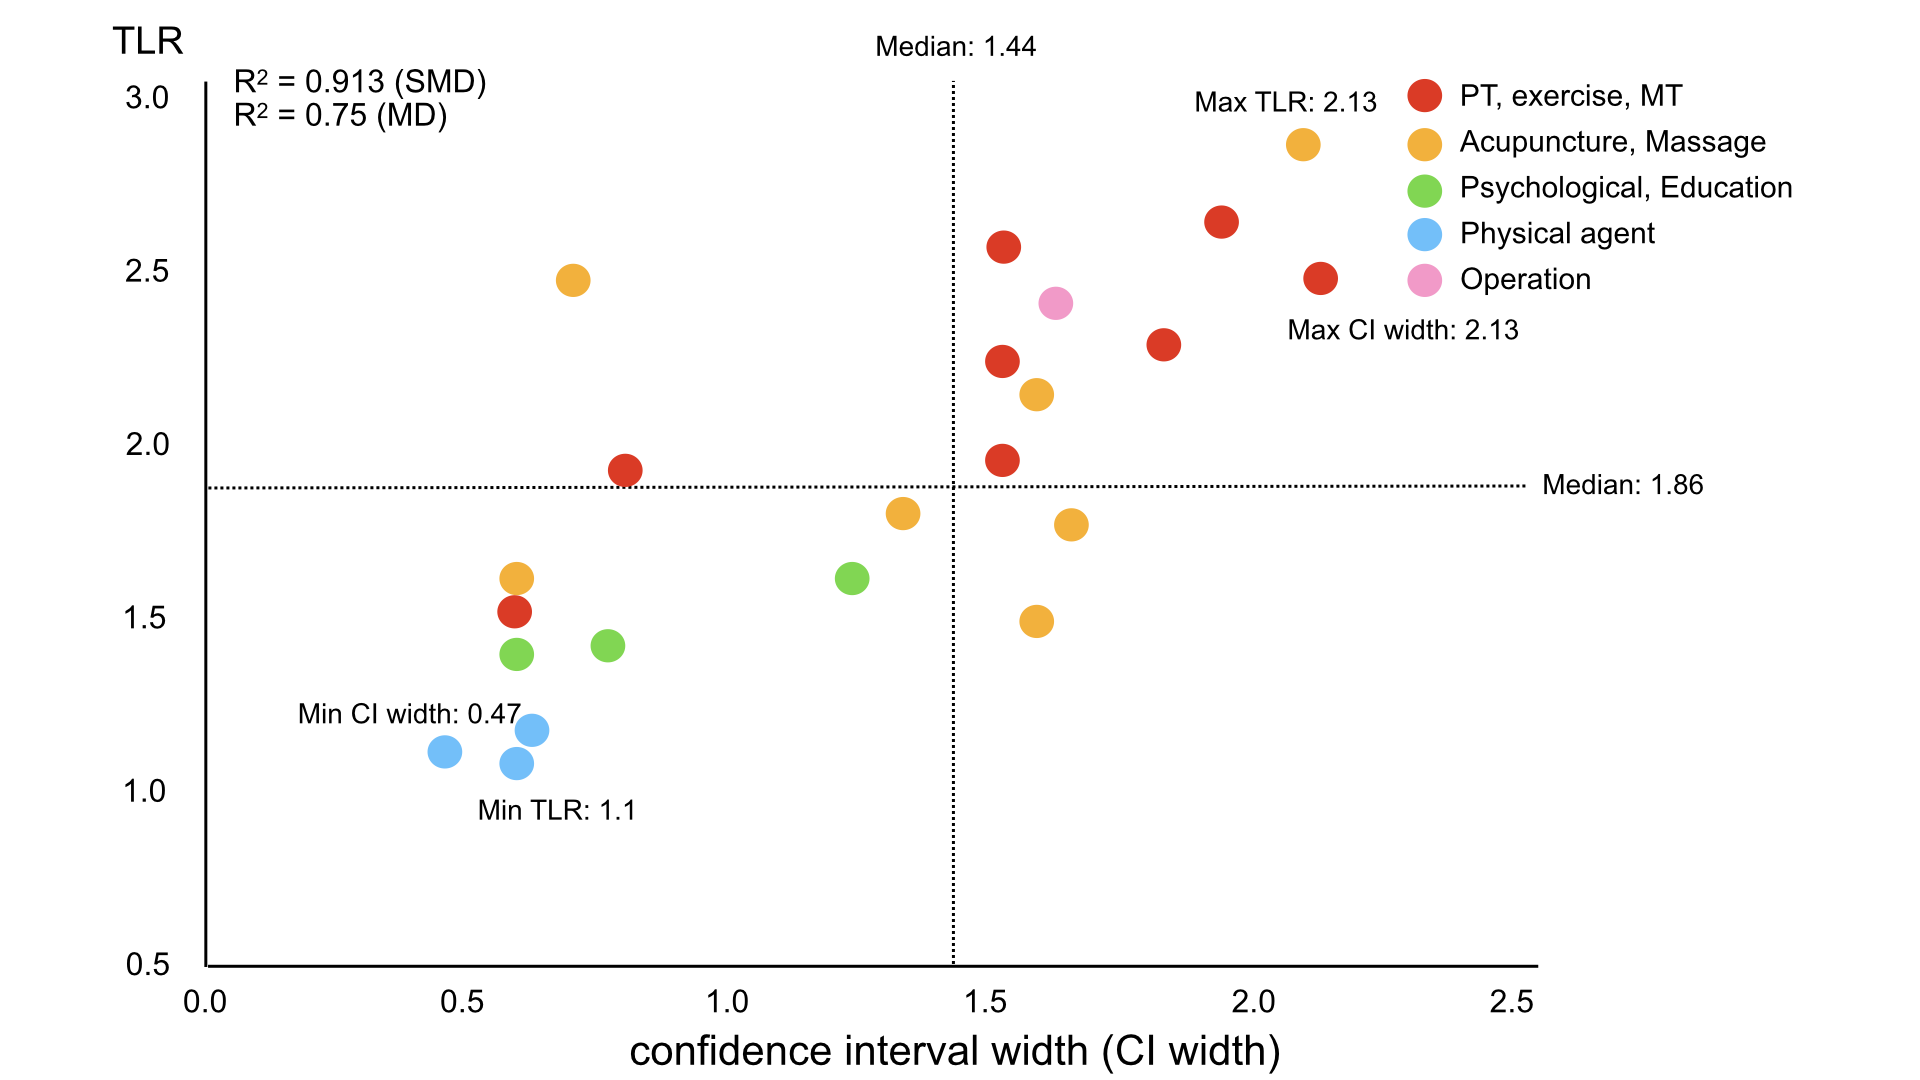 TLR
Median: 1.44
R² = 0.913 (SMD)
R² = 0.75 (MD)
Max TLR: 2.13
PT, exercise, MT
Acupuncture, Massage
Psychological, Education
Physical agent
Operation
Max CI width: 2.13
Median: 1.86
Min CI width: 0.47
Min TLR: 1.1
3.0
2.5
2.0
1.5
1.0
0.5
0.0 0.5 1.0 1.5 2.0 2.5
confidence interval width (CI width)